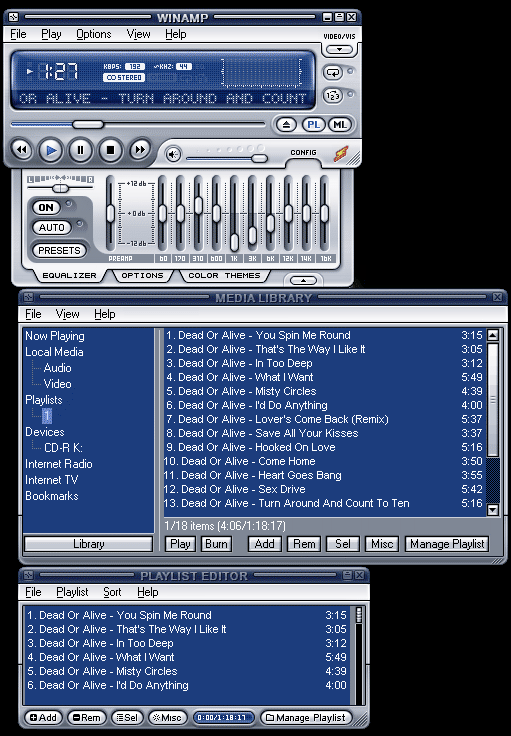 WINAMP
File Play Options View Help
VIDEO/VIS
1:27
KBPS: 192 KHZ: 44
STEREO
OR ALIVE - TURN AROUND AND COUNT
123
PL ML
CONFIG
L R
ON
AUTO
PRESETS
+12db
+0db
-12db
PREAMP 60 170 310 600 1K 3K 6K 12K 14K 16K
EQUALIZER OPTIONS COLOR THEMES
MEDIA LIBRARY
File View Help
Now Playing
Local Media
Audio
Video
Playlists
1
Devices
CD-R K:
Internet Radio
Internet TV
Bookmarks
Library
1. Dead Or Alive - You Spin Me Round 3:15
2. Dead Or Alive - That's The Way I Like It 3:05
3. Dead Or Alive - In Too Deep 3:12
4. Dead Or Alive - What I Want 5:49
5. Dead Or Alive - Misty Circles 4:39
6. Dead Or Alive - I'd Do Anything 4:00
7. Dead Or Alive - Lover's Come Back (Remix) 5:37
8. Dead Or Alive - Save All Your Kisses 3:37
9. Dead Or Alive - Hooked On Love 5:16
10. Dead Or Alive - Come Home 3:50
11. Dead Or Alive - Heart Goes Bang 3:55
12. Dead Or Alive - Sex Drive 5:42
13. Dead Or Alive - Turn Around And Count To Ten 5:16
1/18 items (4:06/1:18:17)
Play Burn Add Rem Sel Misc Manage Playlist
PLAYLIST EDITOR
File Playlist Sort Help
1. Dead Or Alive - You Spin Me Round 3:15
2. Dead Or Alive - That's The Way I Like It 3:05
3. Dead Or Alive - In Too Deep 3:12
4. Dead Or Alive - What I Want 5:49
5. Dead Or Alive - Misty Circles 4:39
6. Dead Or Alive - I'd Do Anything 4:00
Add Rem Sel Misc 0:00/1:18:17 Manage Playlist